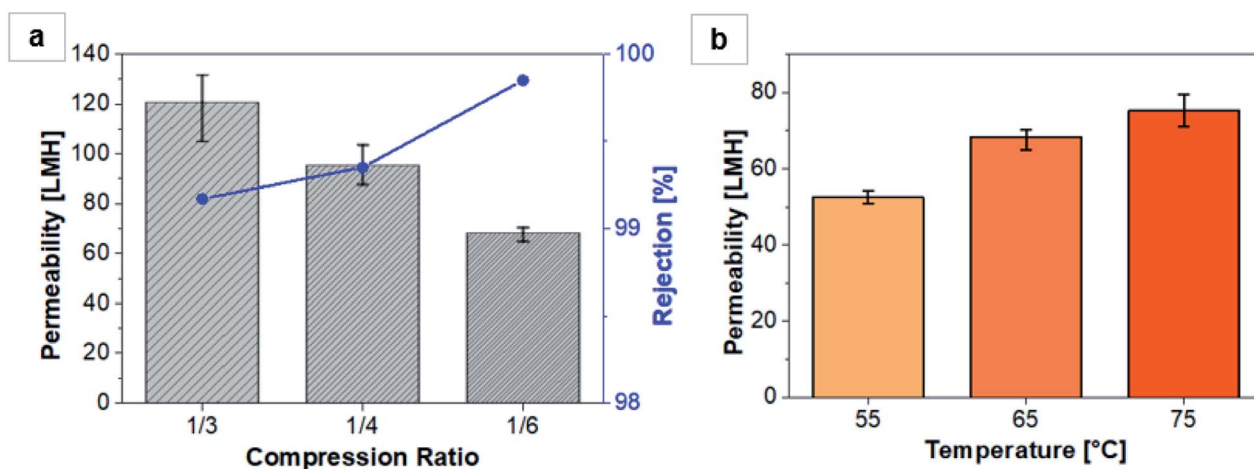 a
140
120
100
80
60
40
20
0
Permeability [LMH]
1/3 1/4 1/6
Compression Ratio
100
99
98
Rejection [%]
b
80
60
40
20
0
Permeability [LMH]
55 65 75
Temperature [°C]